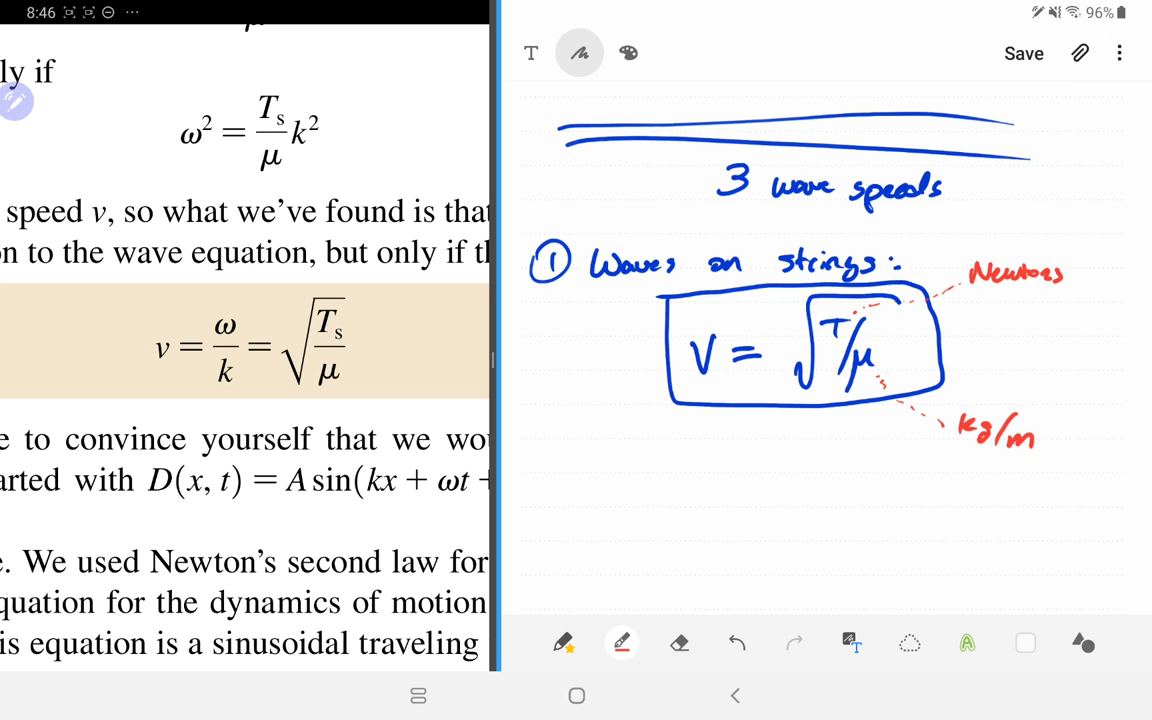 8:46 ...
96%
ly if
ω² = Tₛ/μ k²
speed v, so what we've found is that
n to the wave equation, but only if
v = ω/k = √(Tₛ/μ)
e to convince yourself that we wo
arted with D(x, t) = A sin(kx + ωt
. We used Newton's second law for
quation for the dynamics of motion
is equation is a sinusoidal traveling
T
Save
3 wave speeds
① Waves on strings:
Newtons
V = √T/μ
kg/m
A